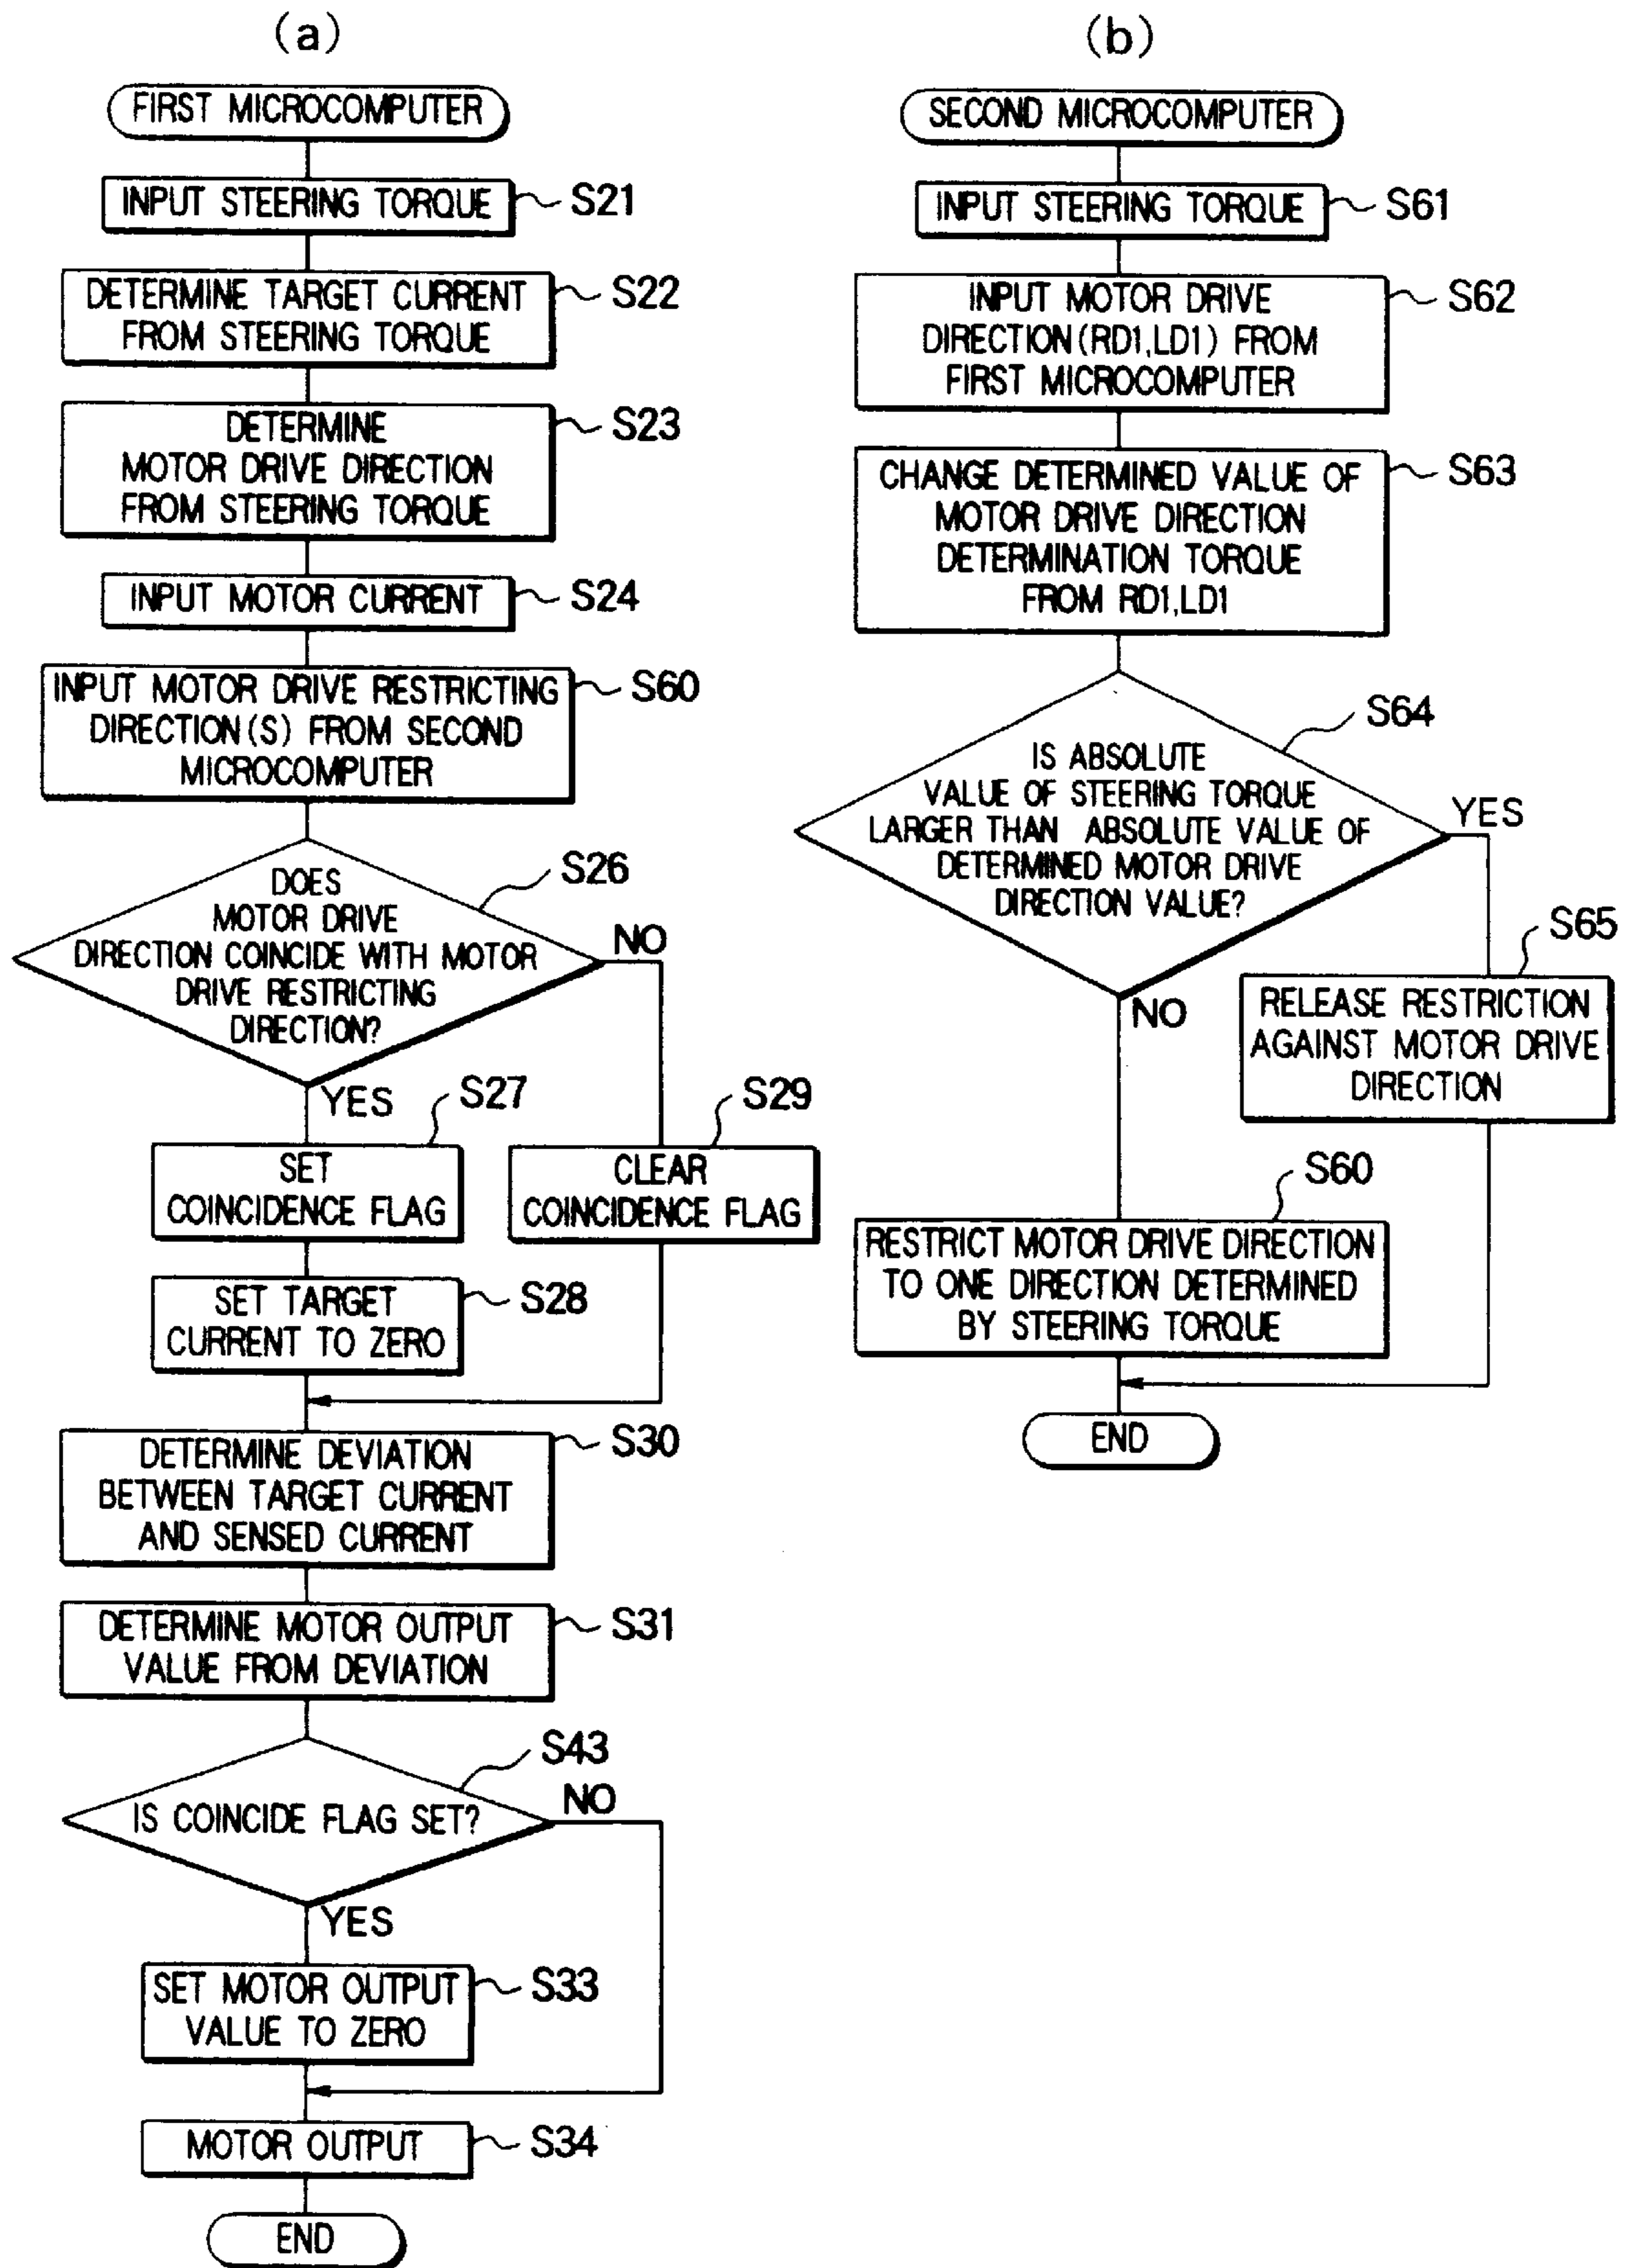 (a)
FIRST MICROCOMPUTER
INPUT STEERING TORQUE
S21
DETERMINE TARGET CURRENT
FROM STEERING TORQUE
S22
DETERMINE
MOTOR DRIVE DIRECTION
FROM STEERING TORQUE
S23
INPUT MOTOR CURRENT
S24
INPUT MOTOR DRIVE RESTRICTING
DIRECTION(S) FROM SECOND
MICROCOMPUTER
S60
DOES
MOTOR DRIVE
DIRECTION COINCIDE WITH MOTOR
DRIVE RESTRICTING
DIRECTION?
S26
NO
YES
SET
COINCIDENCE FLAG
S27
CLEAR
COINCIDENCE FLAG
S29
SET TARGET
CURRENT TO ZERO
S28
DETERMINE DEVIATION
BETWEEN TARGET CURRENT
AND SENSED CURRENT
S30
DETERMINE MOTOR OUTPUT
VALUE FROM DEVIATION
S31
IS COINCIDE FLAG SET?
S43
NO
YES
SET MOTOR OUTPUT
VALUE TO ZERO
S33
MOTOR OUTPUT
S34
END
(b)
SECOND MICROCOMPUTER
INPUT STEERING TORQUE
S61
INPUT MOTOR DRIVE
DIRECTION(RD1,LD1) FROM
FIRST MICROCOMPUTER
S62
CHANGE DETERMINED VALUE OF
MOTOR DRIVE DIRECTION
DETERMINATION TORQUE
FROM RD1,LD1
S63
IS ABSOLUTE
VALUE OF STEERING TORQUE
LARGER THAN ABSOLUTE VALUE OF
DETERMINED MOTOR DRIVE
DIRECTION VALUE?
S64
YES
NO
RELEASE RESTRICTION
AGAINST MOTOR DRIVE
DIRECTION
S65
RESTRICT MOTOR DRIVE DIRECTION
TO ONE DIRECTION DETERMINED
BY STEERING TORQUE
S60
END